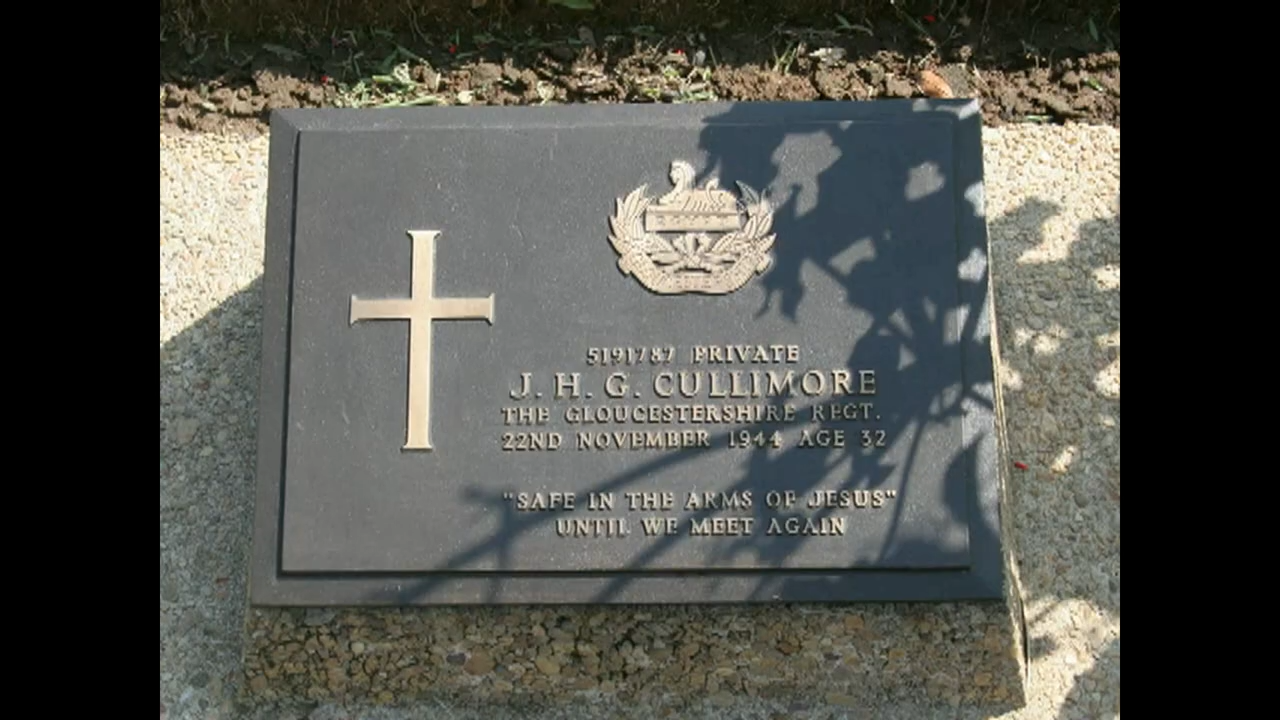 5191787 PRIVATE
J. H. G. CULLIMORE
THE GLOUCESTERSHIRE REGT.
22ND NOVEMBER 1944 AGE 32
"SAFE IN THE ARMS OF JESUS"
UNTIL WE MEET AGAIN